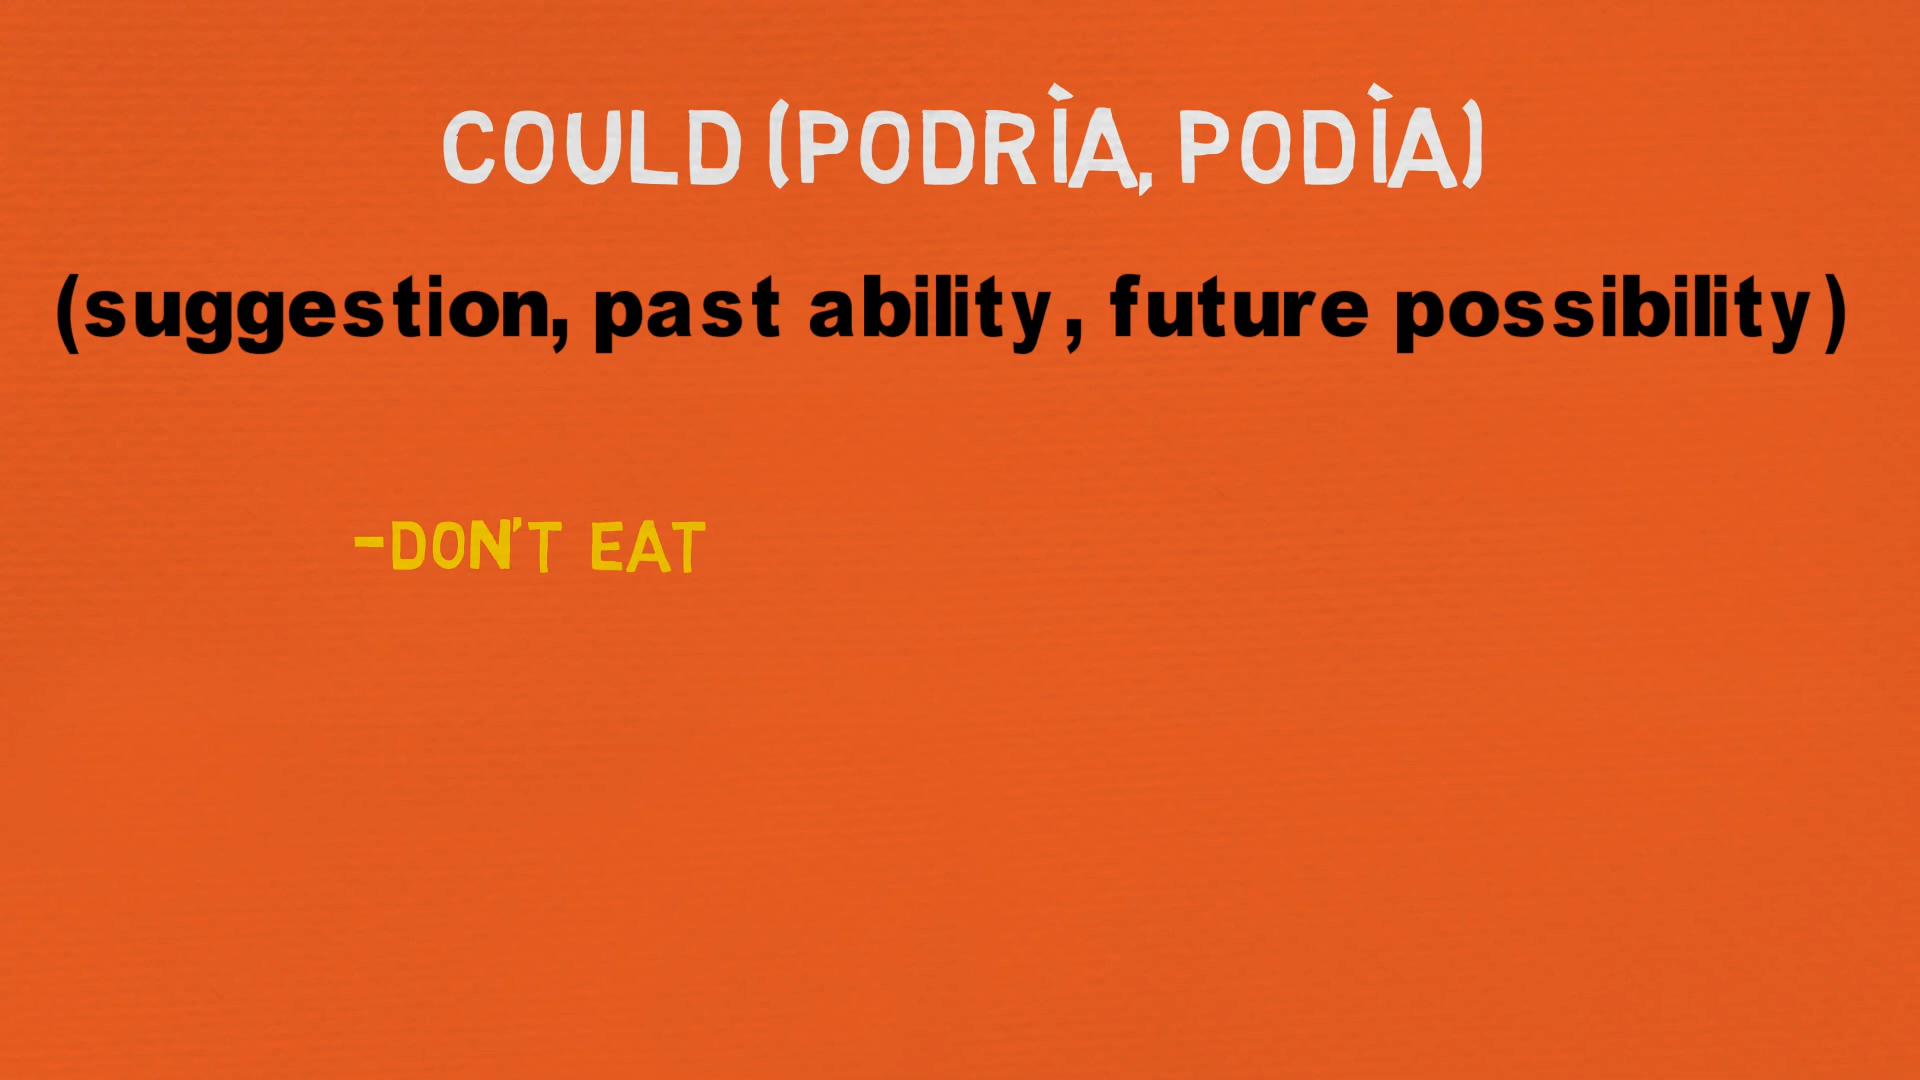 COULD (PODRÌA, PODÌA)
(suggestion, past ability, future possibility)
-DON'T EAT